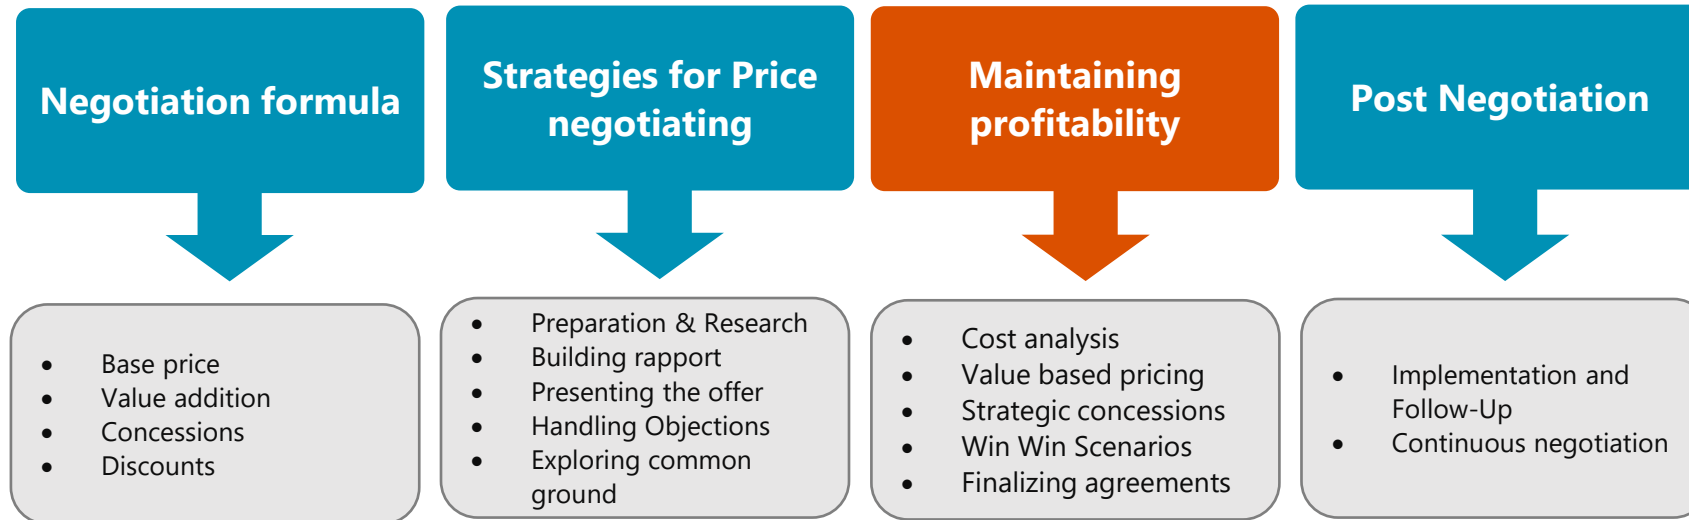 Negotiation formula
Strategies for Price
negotiating
Maintaining
profitability
Post Negotiation
• Base price
• Value addition
• Concessions
• Discounts
• Preparation & Research
• Building rapport
• Presenting the offer
• Handling Objections
• Exploring common
ground
• Cost analysis
• Value based pricing
• Strategic concessions
• Win Win Scenarios
• Finalizing agreements
• Implementation and
Follow-Up
• Continuous negotiation